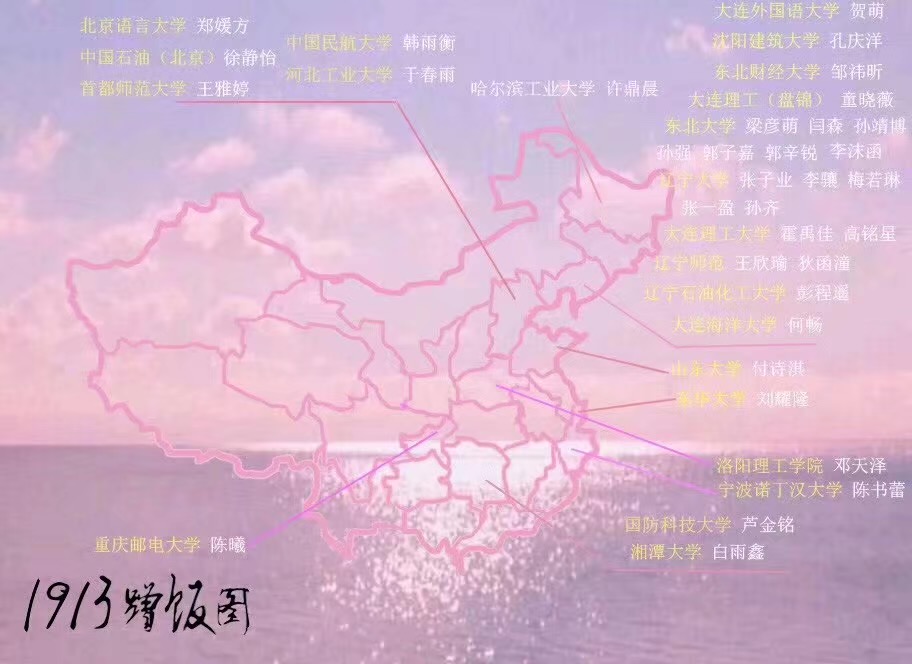 北京语言大学 郑媛方
中国石油（北京）徐静怡
首都师范大学 王雅婷
中国民航大学 韩雨衡
河北工业大学 于春雨
哈尔滨工业大学 许鼎晨
大连外国语大学 贺萌
沈阳建筑大学 孔庆洋
东北财经大学 邹祎昕
大连理工（盘锦） 童晓薇
东北大学 梁彦萌 闫森 孙靖博
孙强 郭子嘉 郭辛锐 李沫函
辽宁大学 张子业 李骧 梅若琳
张一盈 孙齐
大连理工大学 霍禹佳 高铭星
辽宁师范 王欣瑜 狄函潼
辽宁石油化工大学 彭程遥
大连海洋大学 何畅
山东大学 付诗淇
东华大学 刘耀隆
洛阳理工学院 邓天泽
宁波诺丁汉大学 陈书蕾
国防科技大学 芦金铭
湘潭大学 白雨鑫
重庆邮电大学 陈曦
1913蹭饭图